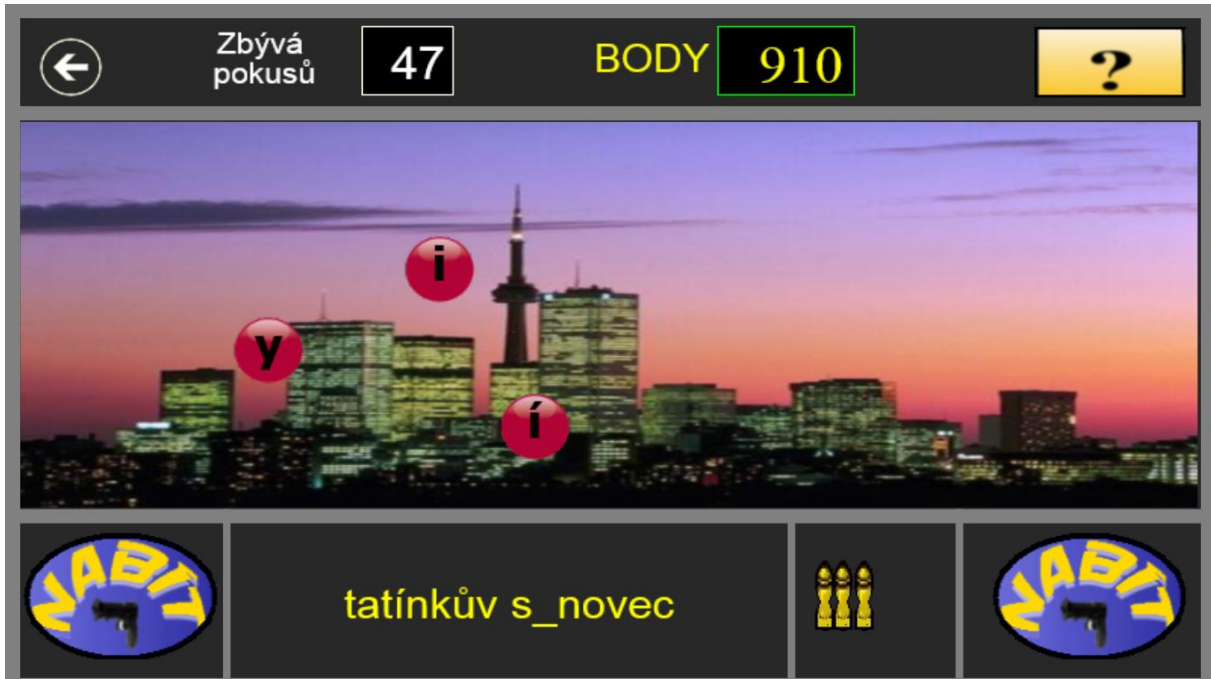 Zbývá
pokusů
47
BODY
910
?
i
y
í
NABÍT
tatínkův s_novec
NABÍT